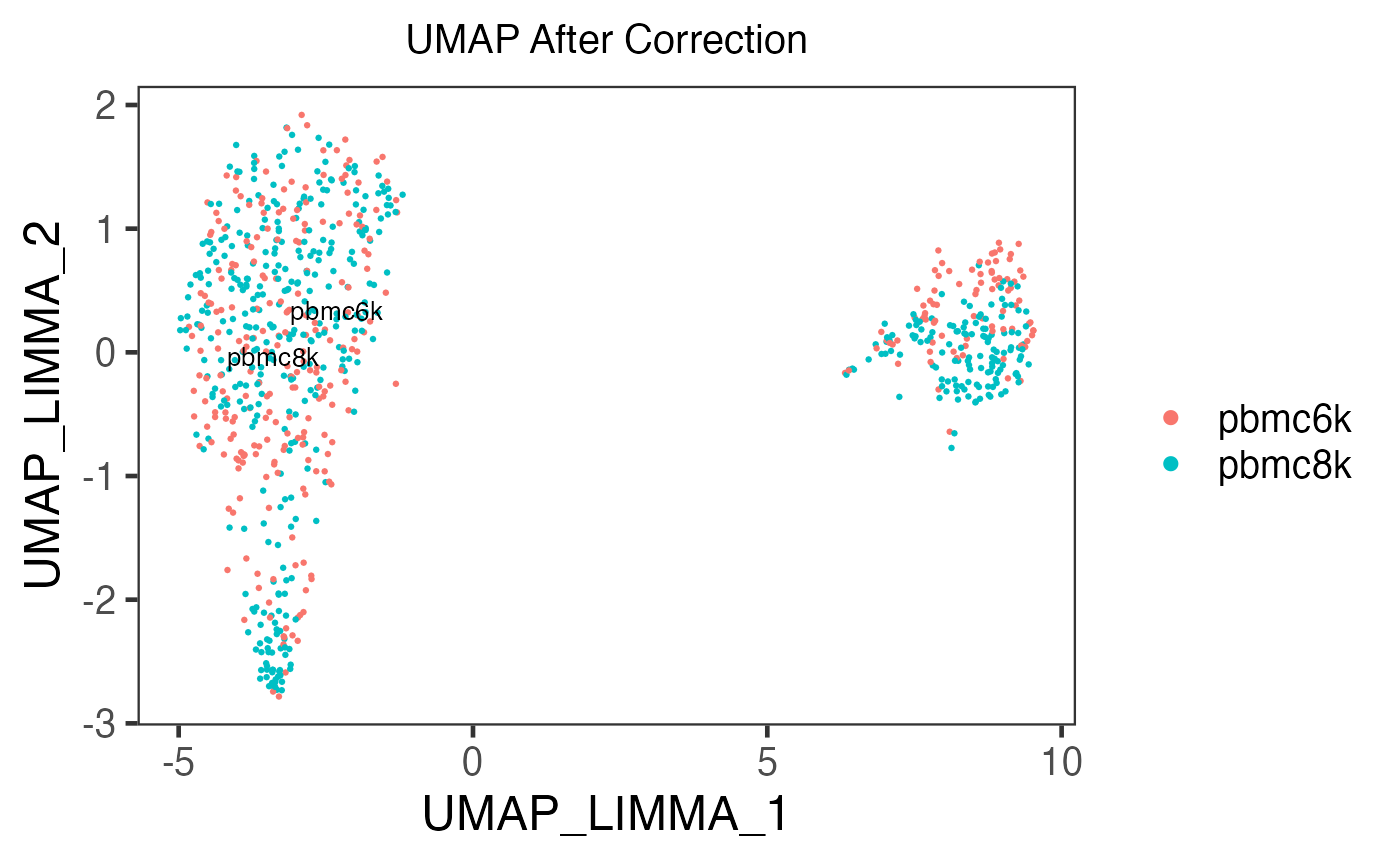 UMAP After Correction
UMAP_LIMMA_2
2
1
0
-1
-2
-3
pbmc6k
pbmc8k
-5
0
5
10
UMAP_LIMMA_1
pbmc6k
pbmc8k